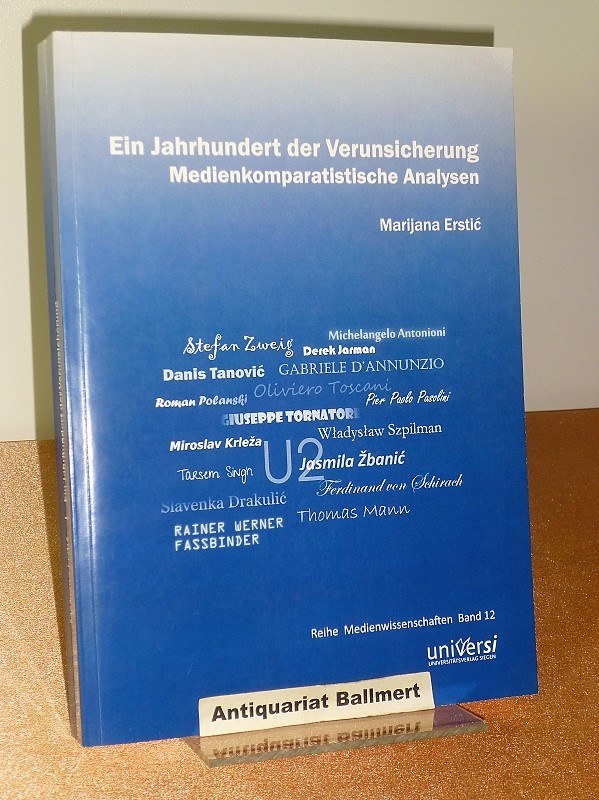 Ein Jahrhundert der Verunsicherung
Medienkomparatistische Analysen
Marijana Erstić
Stefan Zweig
Michelangelo Antonioni
Derek Jarman
Danis Tanović
GABRIELE D'ANNUNZIO
Oliviero Toscani
Roman Polanski
Pier Paolo Pasolini
GIUSEPPE TORNATORE
Władysław Szpilman
Miroslav Krleža
U2
Jasmila Žbanić
Tarsem Singh
Ferdinand von Schirach
Slavenka Drakulić
Thomas Mann
RAINER WERNER
FASSBINDER
Reihe Medienwissenschaften Band 12
universi
UNIVERSITÄTSVERLAG SIEGEN
Antiquariat Ballmert